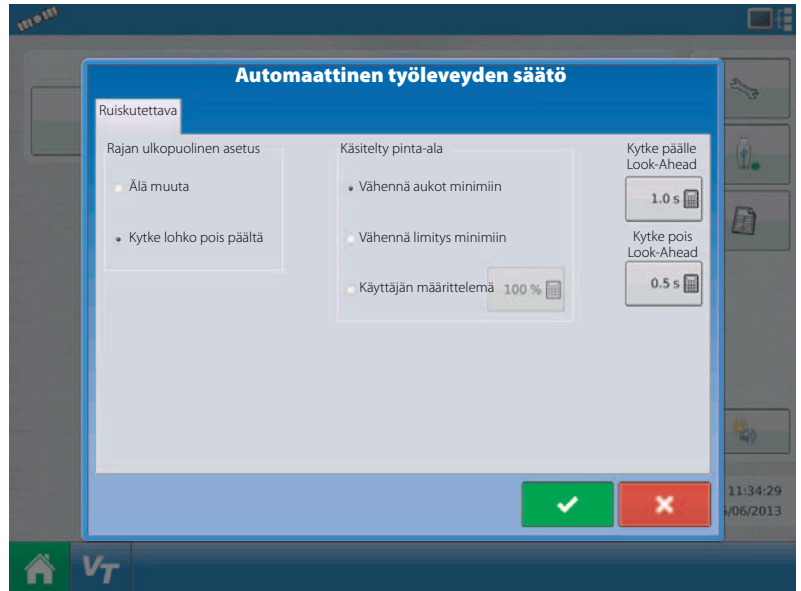 Automaattinen työleveyden säätö
Ruiskutettava
Rajan ulkopuolinen asetus
Älä muuta
Kytke lohko pois päältä
Käsitelty pinta-ala
Vähennä aukot minimiin
Vähennä limitys minimiin
Käyttäjän määrittelemä
100 %
Kytke päälle
Look-Ahead
1.0 s
Kytke pois
Look-Ahead
0.5 s
11:34:29
/06/2013
VT